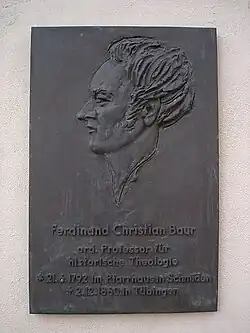 Ferdinand Christian Baur
ord. Professor für
historische Theologie
* 21.6.1792 im Pfarrhaus in Schmiden
+ 2.12.1860 in Tübingen